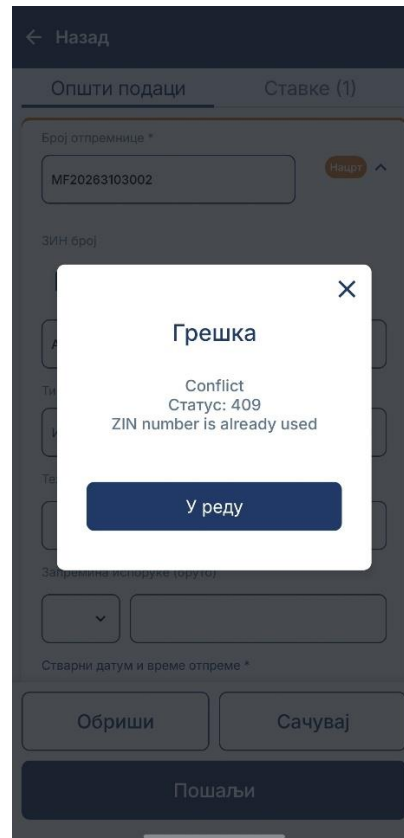 Назад
Општи подаци
Ставке (1)
Број отпремнице *
MF20263103002
Нацрт
ЗИН број
Грешка
Conflict
Статус: 409
ZIN number is already used
У реду
Запремина испоруке (бруто)
Стварни датум и време отпреме *
Обриши
Сачувај
Пошаљи